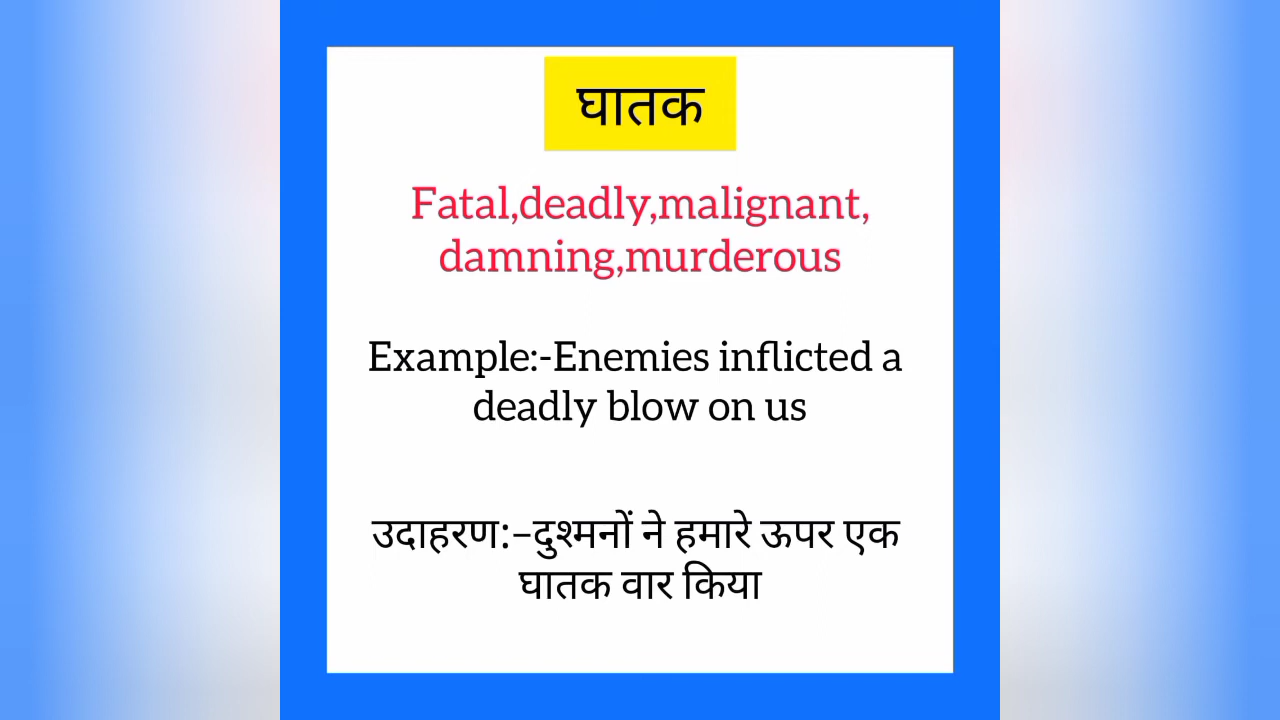 घातक
Fatal,deadly,malignant,
damning,murderous
Example:-Enemies inflicted a
deadly blow on us
उदाहरण:–दुश्मनों ने हमारे ऊपर एक
घातक वार किया